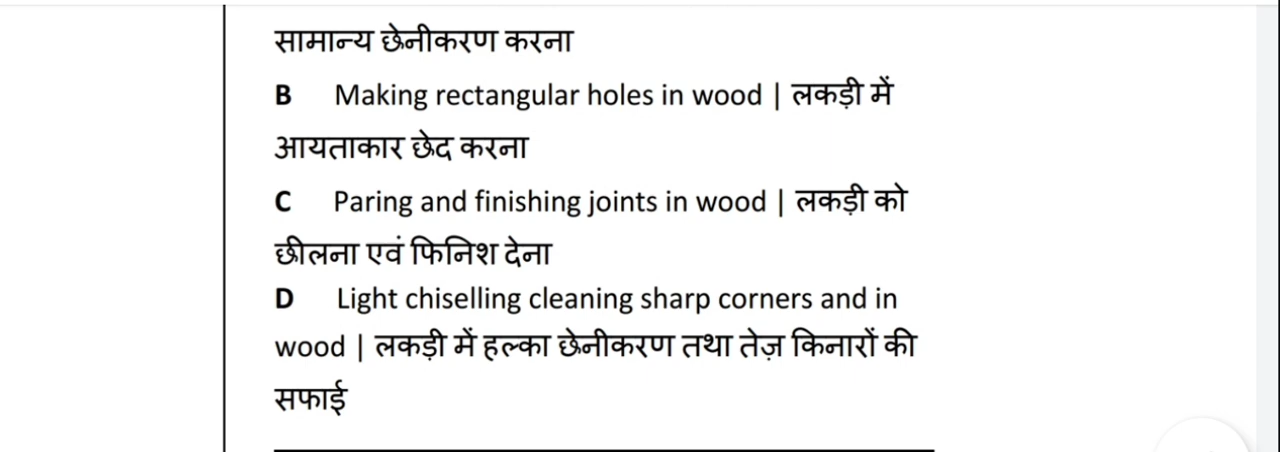 सामान्य छेनीकरण करना
B Making rectangular holes in wood | लकड़ी में
आयताकार छेद करना
C Paring and finishing joints in wood | लकड़ी को
छीलना एवं फिनिश देना
D Light chiselling cleaning sharp corners and in
wood | लकड़ी में हल्का छेनीकरण तथा तेज़ किनारों की
सफाई